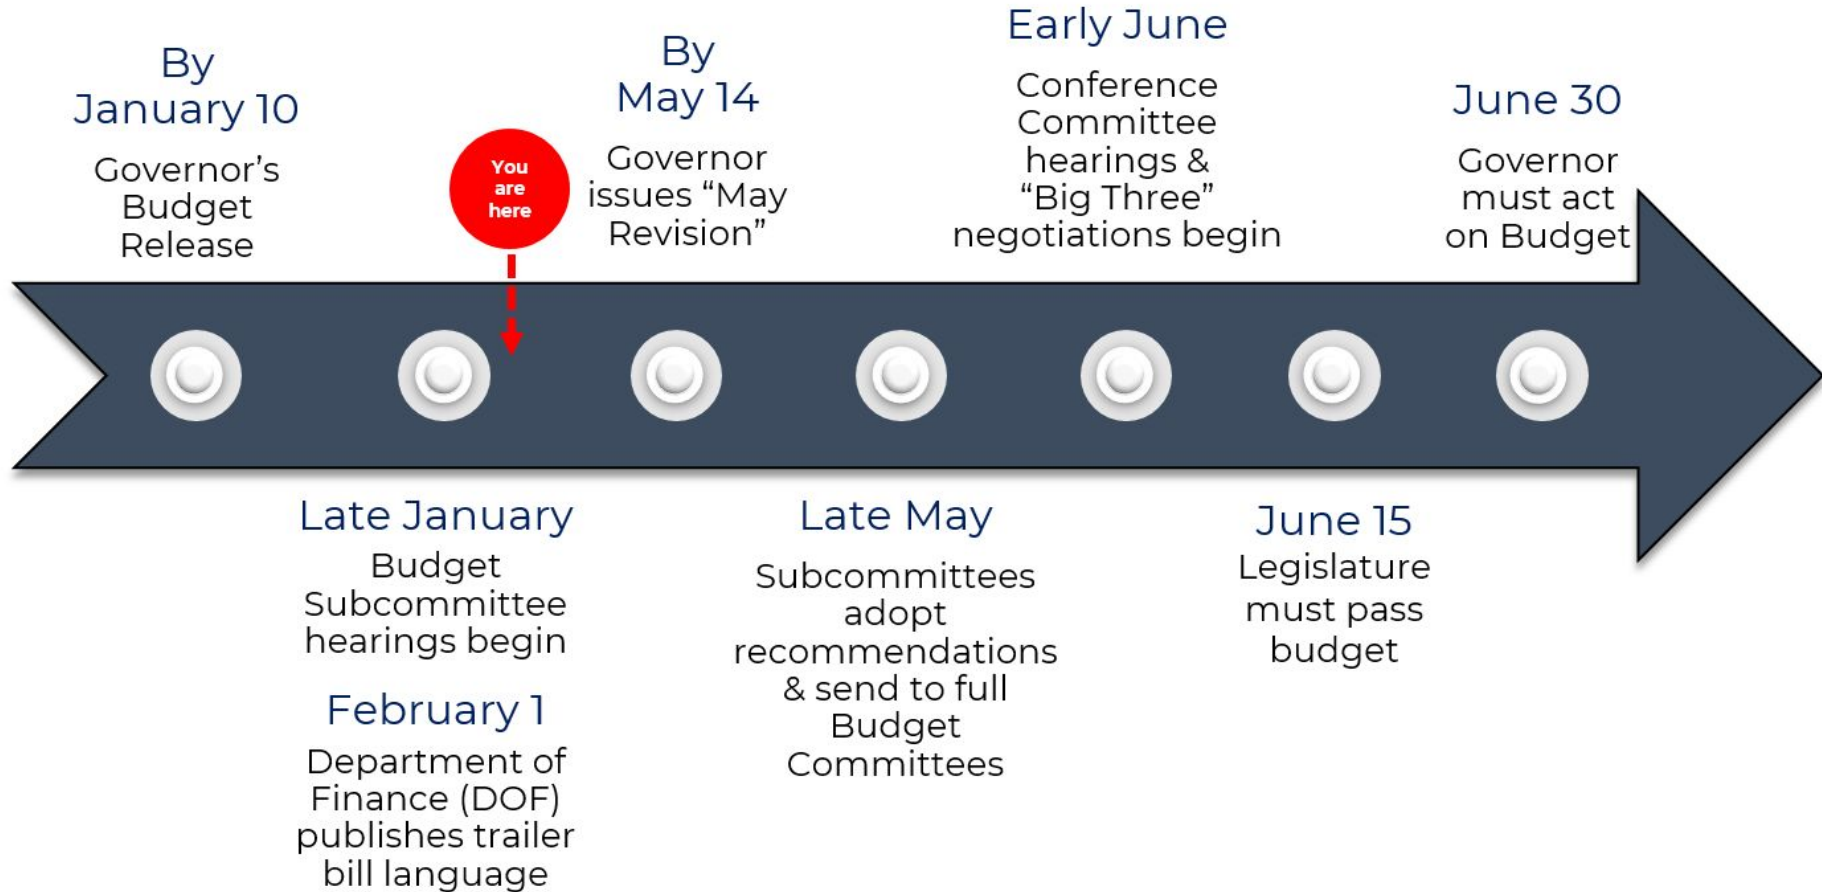 By
January 10
Governor’s
Budget
Release
You
are
here
By
May 14
Governor
issues “May
Revision”
Early June
Conference
Committee
hearings &
“Big Three”
negotiations begin
June 30
Governor
must act
on Budget
Late January
Budget
Subcommittee
hearings begin
February 1
Department of
Finance (DOF)
publishes trailer
bill language
Late May
Subcommittees
adopt
recommendations
& send to full
Budget
Committees
June 15
Legislature
must pass
budget